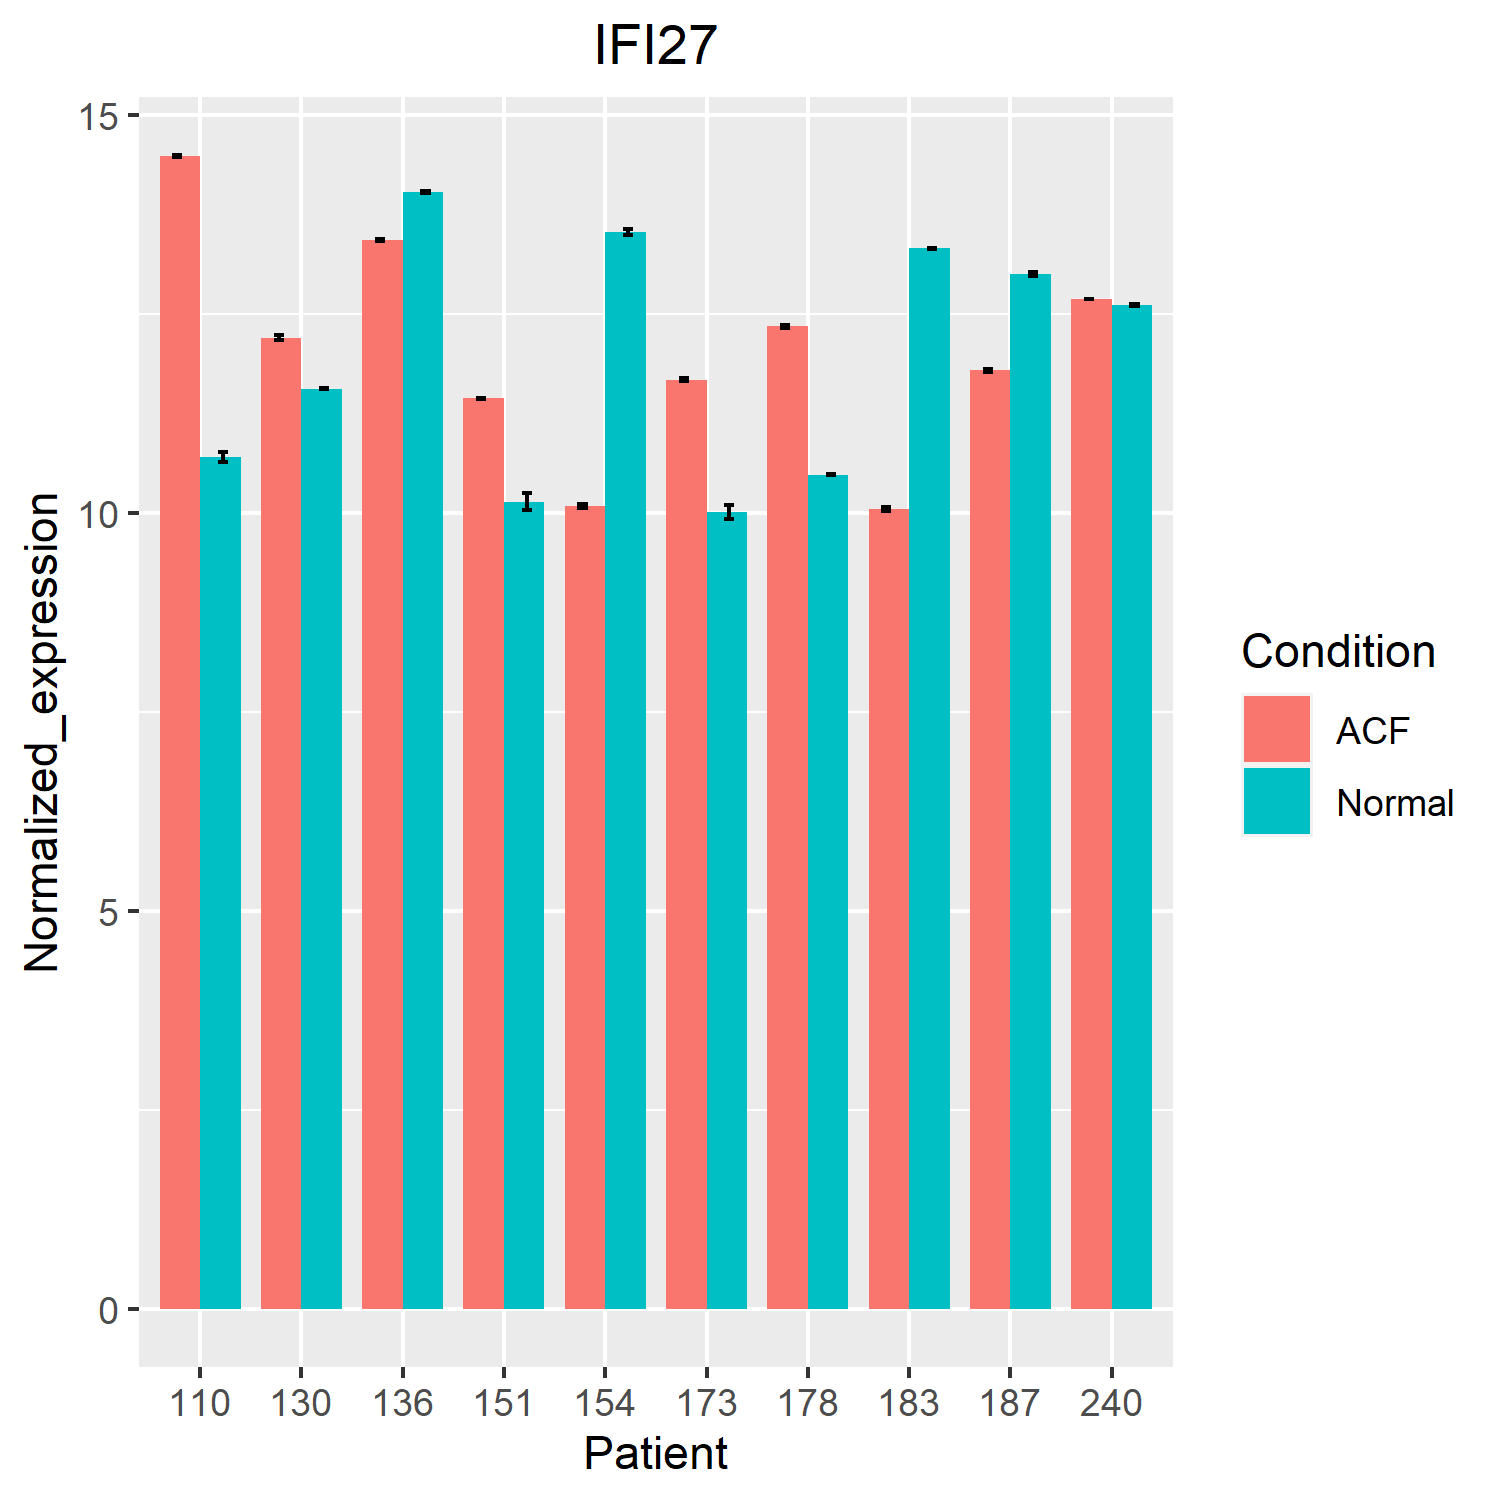 IFI27
15
10
5
0
Normalized_expression
110 130 136 151 154 173 178 183 187 240
Patient
Condition
ACF
Normal